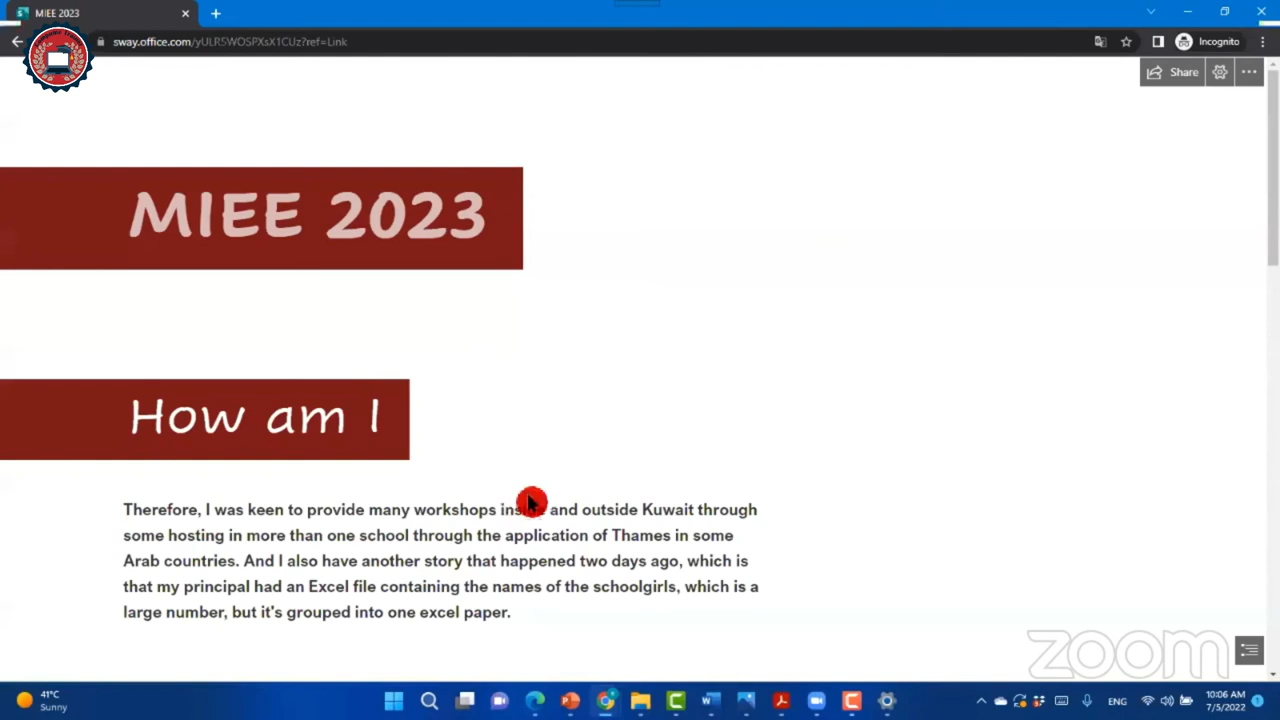 MIEE 2023
sway.office.com/yULR5WOSPXsX1CUz?ref=Link
Incognito
Share
MIEE 2023
How am I
Therefore, I was keen to provide many workshops and outside Kuwait through
some hosting in more than one school through the application of Thames in some
Arab countries. And I also have another story that happened two days ago, which is
that my principal had an Excel file containing the names of the schoolgirls, which is a
large number, but it's grouped into one excel paper.
zoom
41°C
Sunny
ENG
10:06 AM
7/5/2022